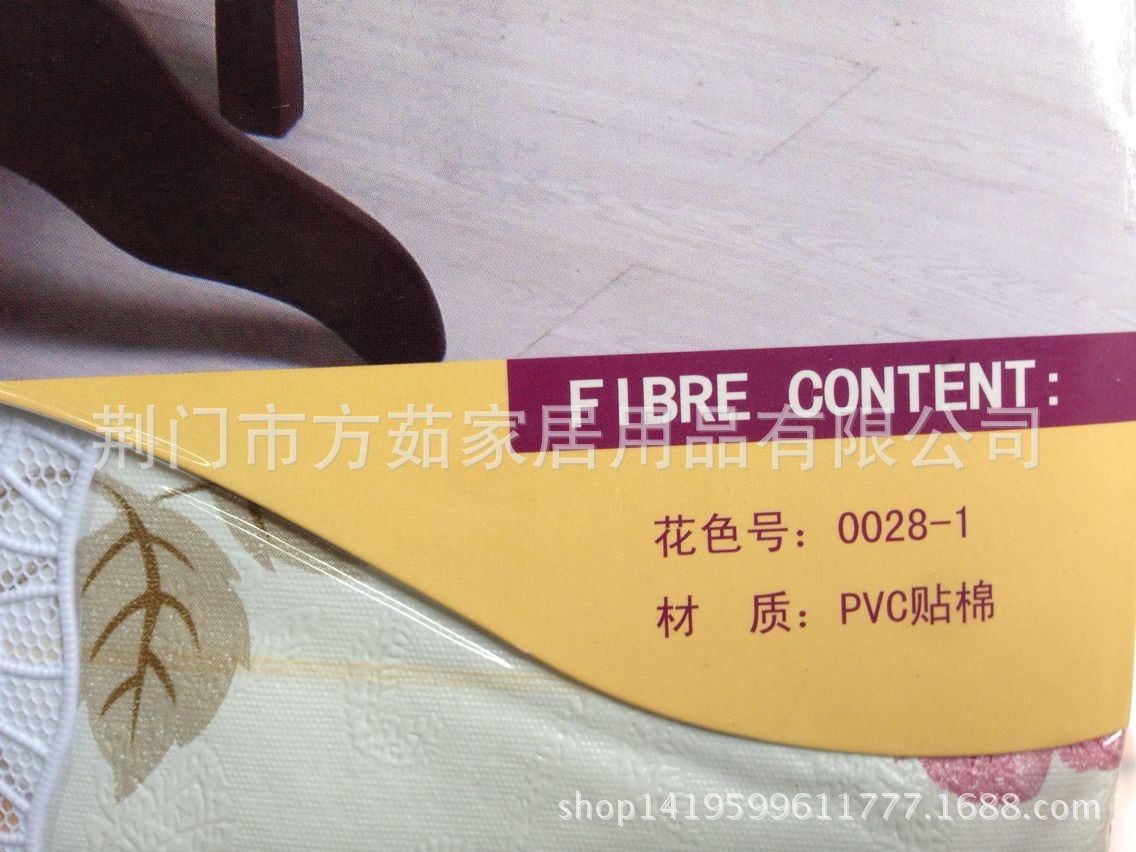 FIBRE CONTENT:
荆门市方茹家居用品有限公司
花色号：0028-1
材 质：PVC贴棉
shop1419599611777.1688.com